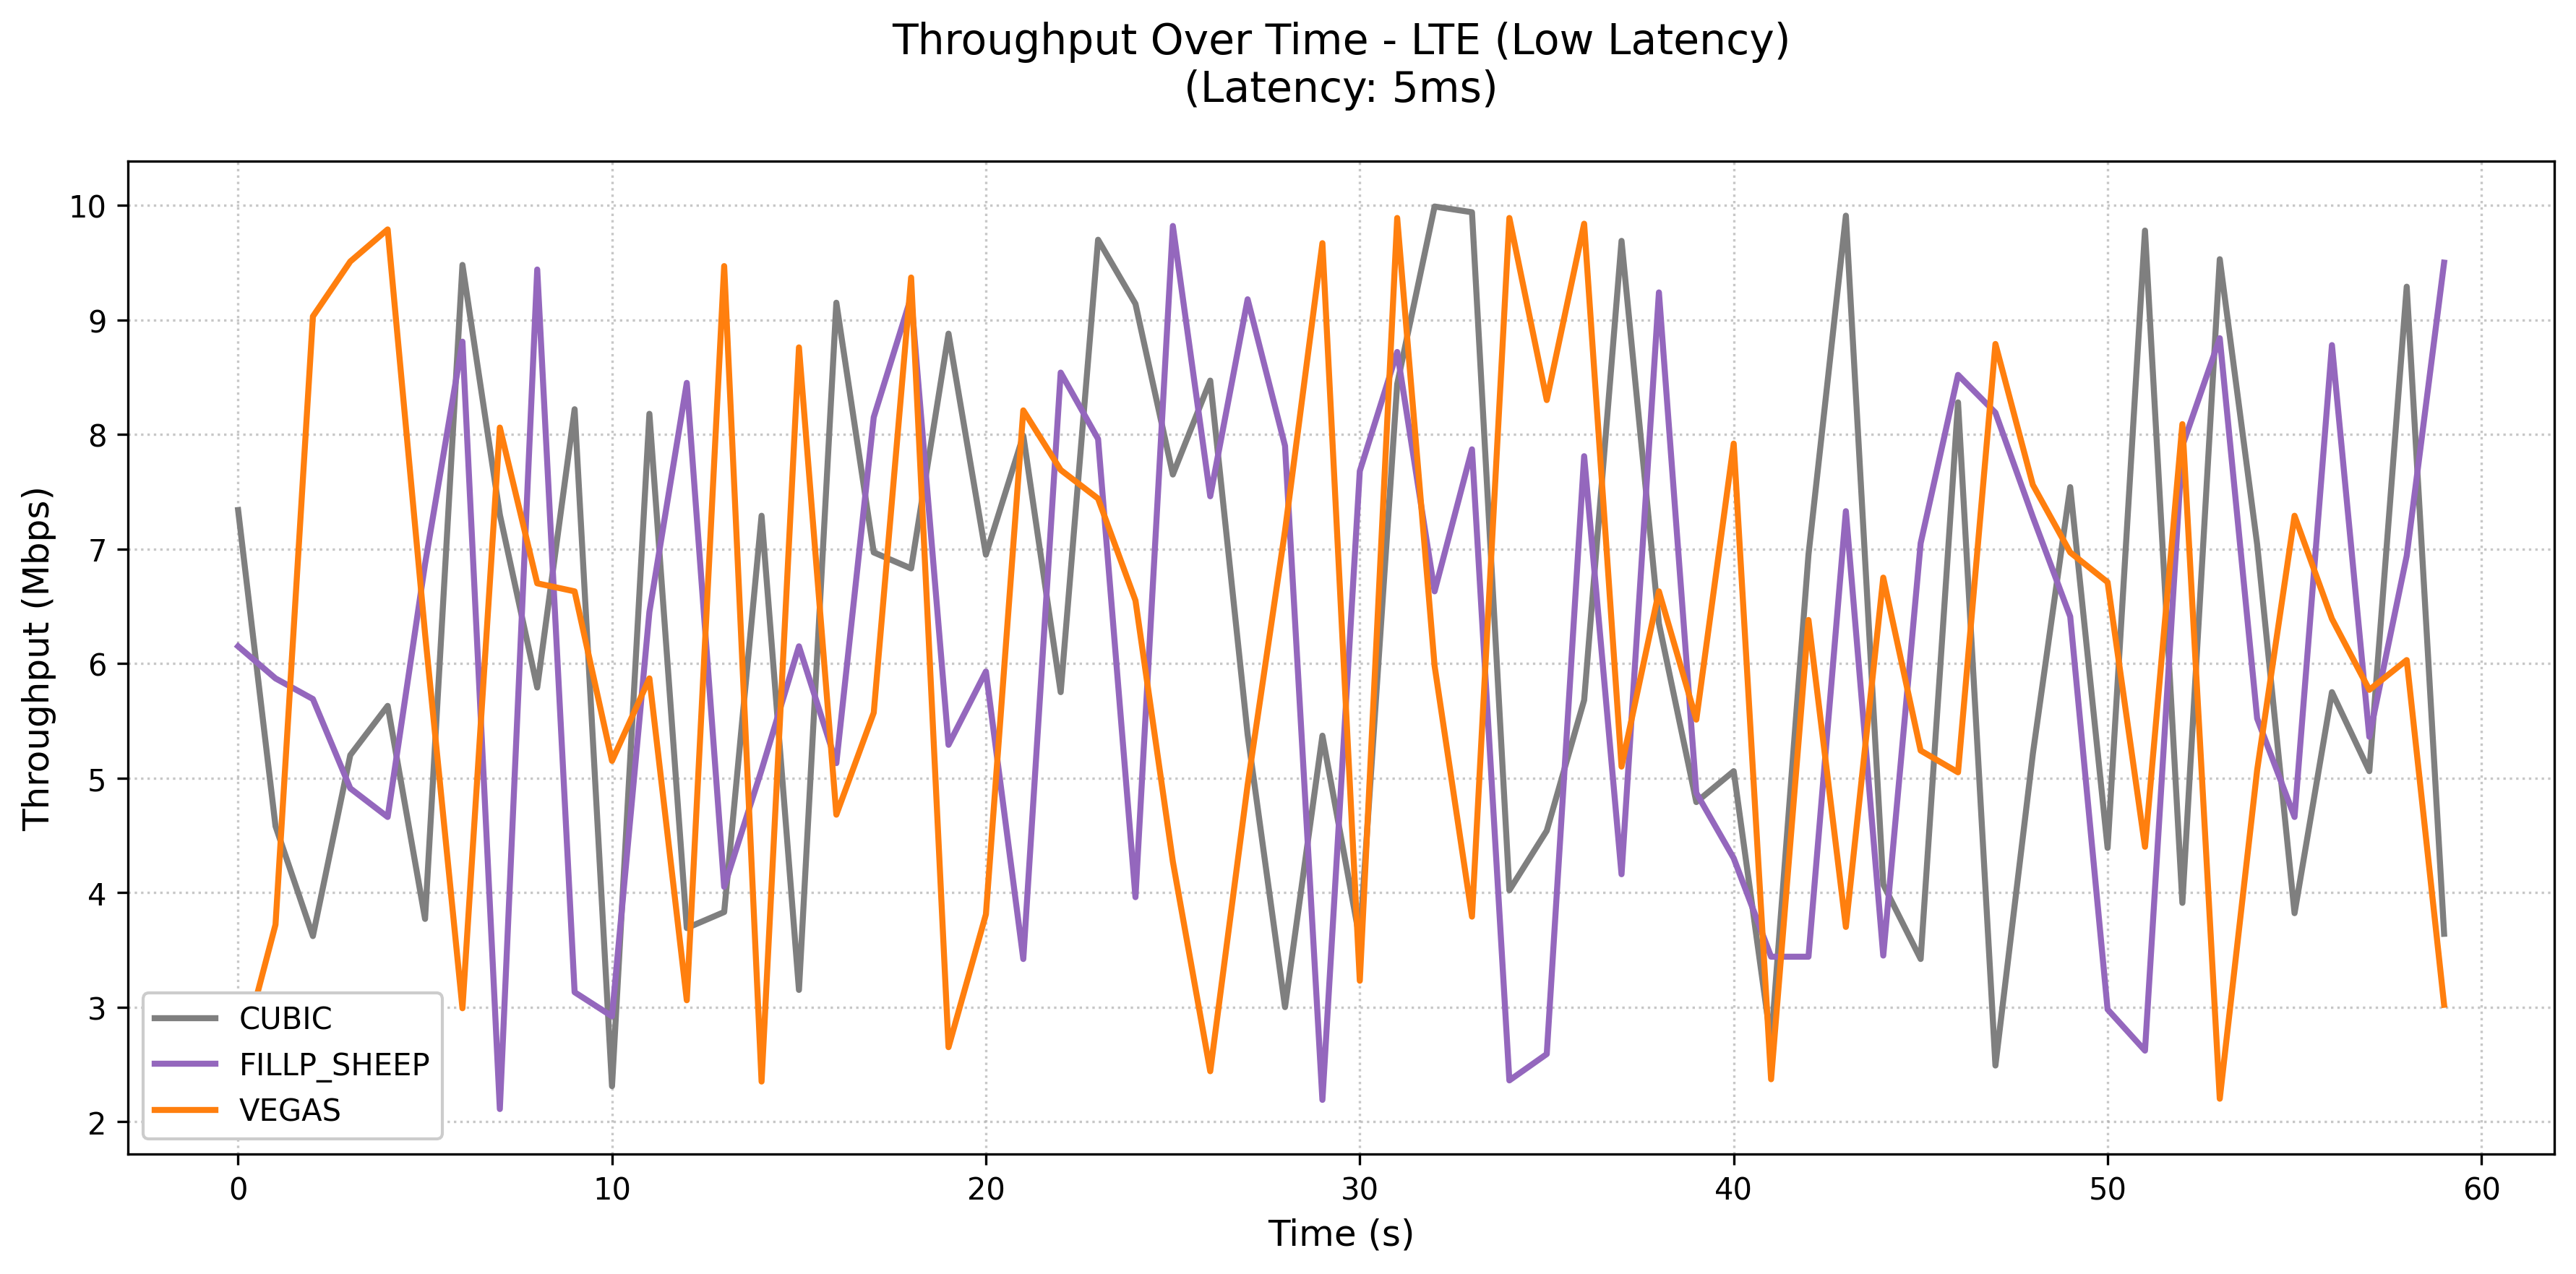 Throughput Over Time - LTE (Low Latency)
(Latency: 5ms)
Throughput (Mbps)
10
9
8
7
6
5
4
3
2
CUBIC
FILLP_SHEEP
VEGAS
0 10 20 30 40 50 60
Time (s)